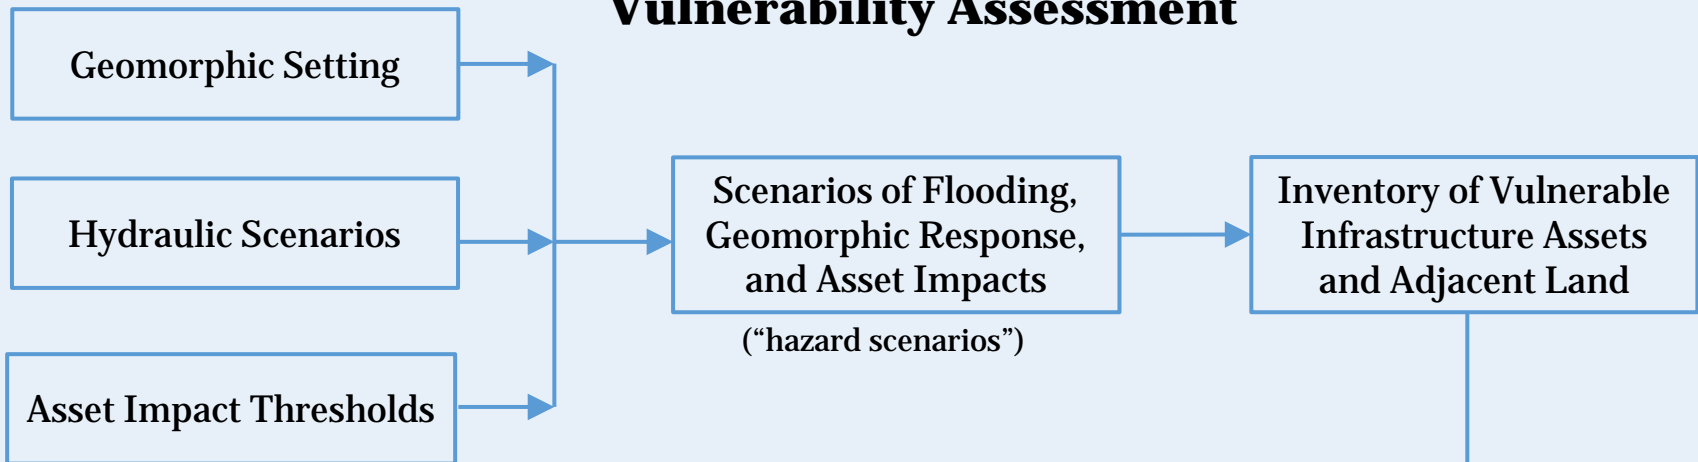 Vulnerability Assessment
Geomorphic Setting
Hydraulic Scenarios
Asset Impact Thresholds
Scenarios of Flooding,
Geomorphic Response,
and Asset Impacts
(“hazard scenarios”)
Inventory of Vulnerable
Infrastructure Assets
and Adjacent Land